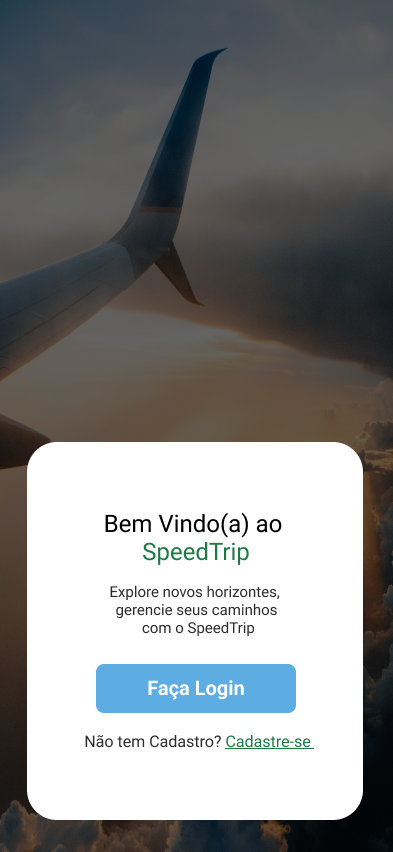 Bem Vindo(a) ao
SpeedTrip
Explore novos horizontes,
gerencie seus caminhos
com o SpeedTrip
Faça Login
Não tem Cadastro? Cadastre-se